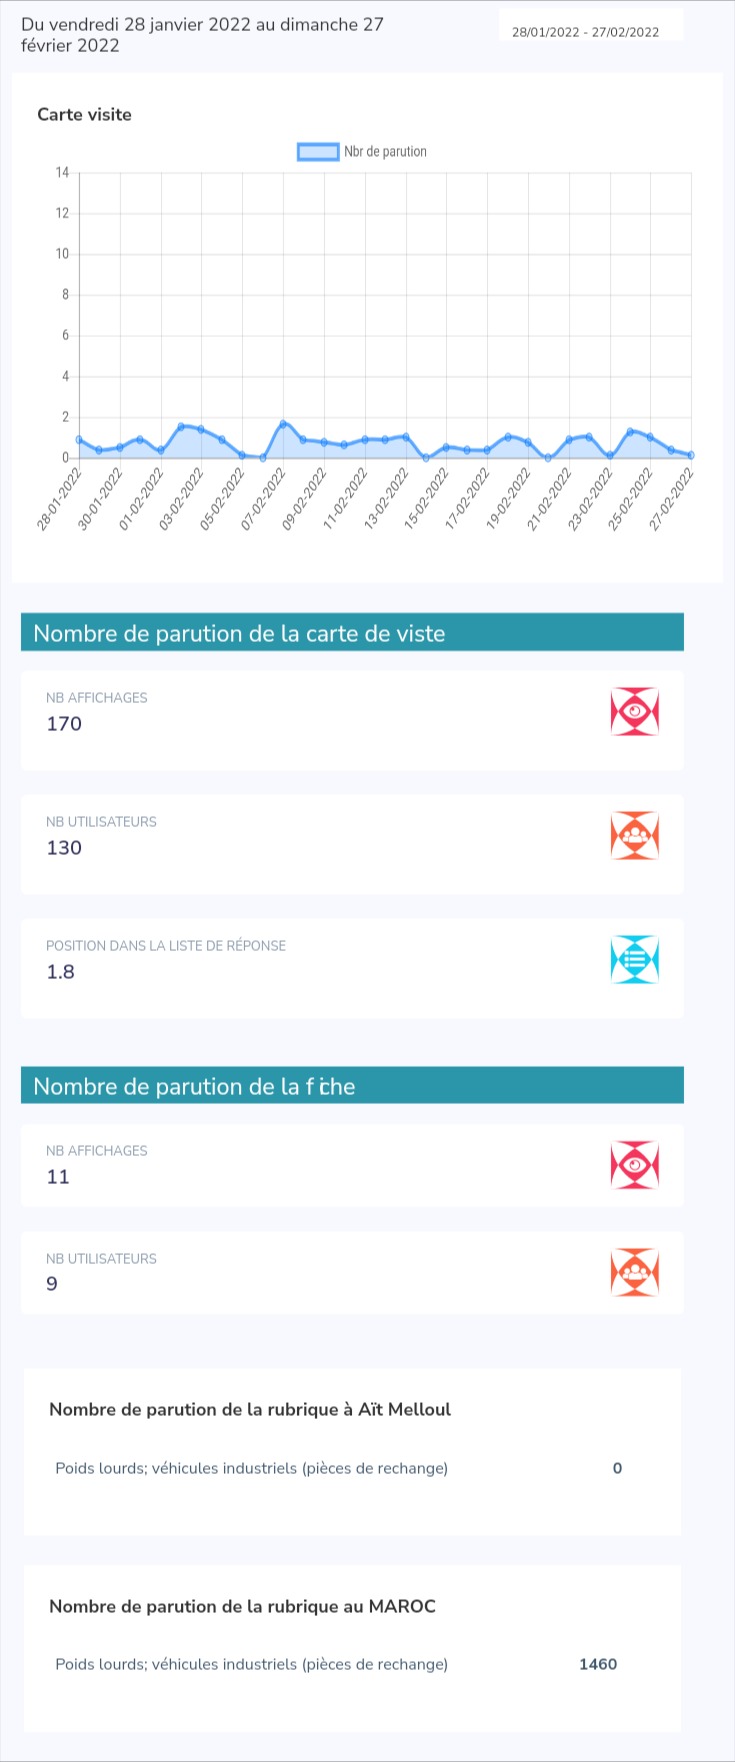 Du vendredi 28 janvier 2022 au dimanche 27
février 2022
28/01/2022 - 27/02/2022
Carte visite
Nbr de parution
14
12
10
8
6
4
2
0
28-01-2022
30-01-2022
01-02-2022
03-02-2022
05-02-2022
07-02-2022
09-02-2022
11-02-2022
13-02-2022
15-02-2022
17-02-2022
19-02-2022
21-02-2022
23-02-2022
25-02-2022
27-02-2022
Nombre de parution de la carte de viste
NB AFFICHAGES
170
NB UTILISATEURS
130
POSITION DANS LA LISTE DE RÉPONSE
1.8
Nombre de parution de la fiche
NB AFFICHAGES
11
NB UTILISATEURS
9
Nombre de parution de la rubrique à Aït Melloul
Poids lourds; véhicules industriels (pièces de rechange) 0
Nombre de parution de la rubrique au MAROC
Poids lourds; véhicules industriels (pièces de rechange) 1460